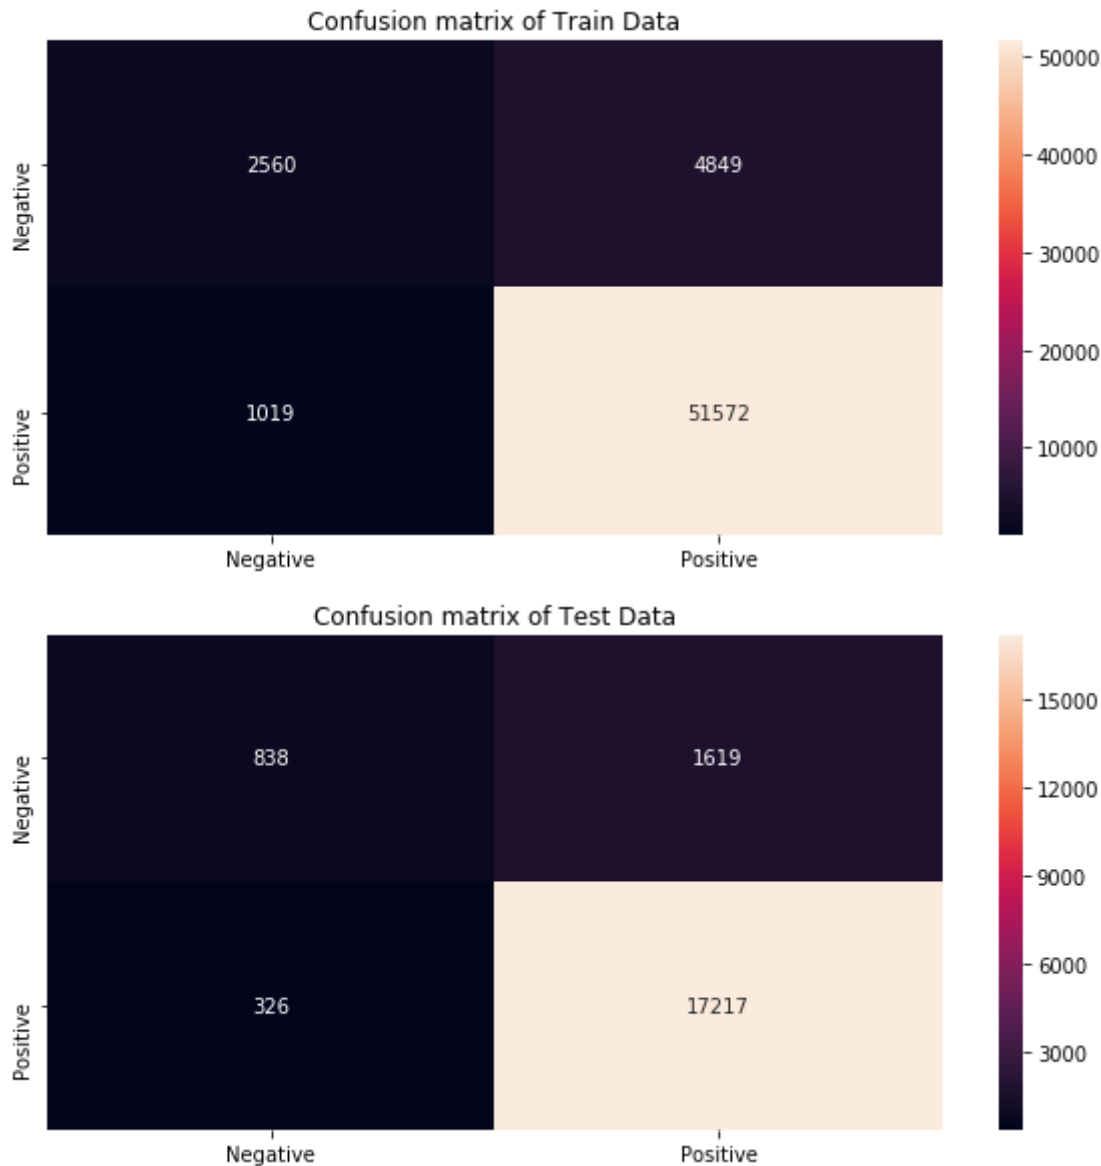 Confusion matrix of Train Data
Negative
2560
4849
50000
40000
30000
20000
10000
Positive
1019
51572
Negative
Positive
Confusion matrix of Test Data
Negative
838
1619
15000
12000
9000
6000
3000
Positive
326
17217
Negative
Positive